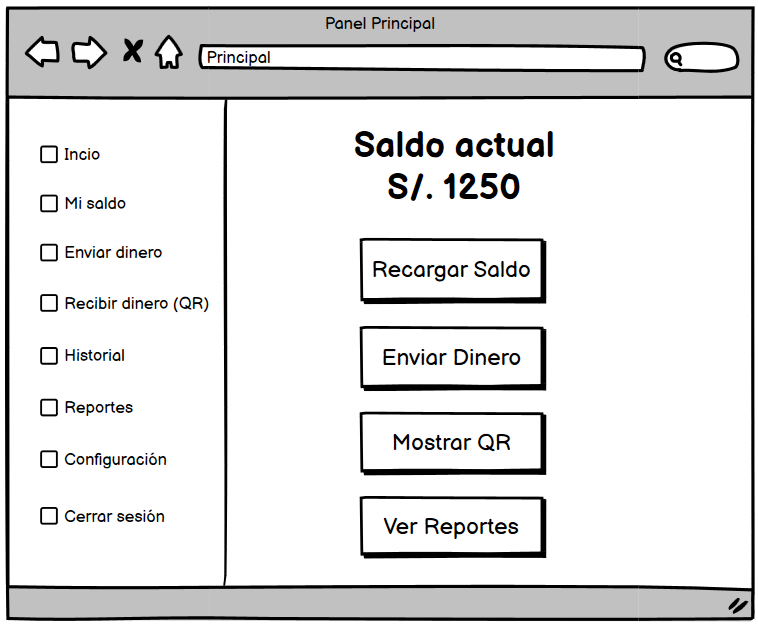 Panel Principal
Principal
Incio
Mi saldo
Enviar dinero
Recibir dinero (QR)
Historial
Reportes
Configuración
Cerrar sesión
Saldo actual
S/. 1250
Recargar Saldo
Enviar Dinero
Mostrar QR
Ver Reportes